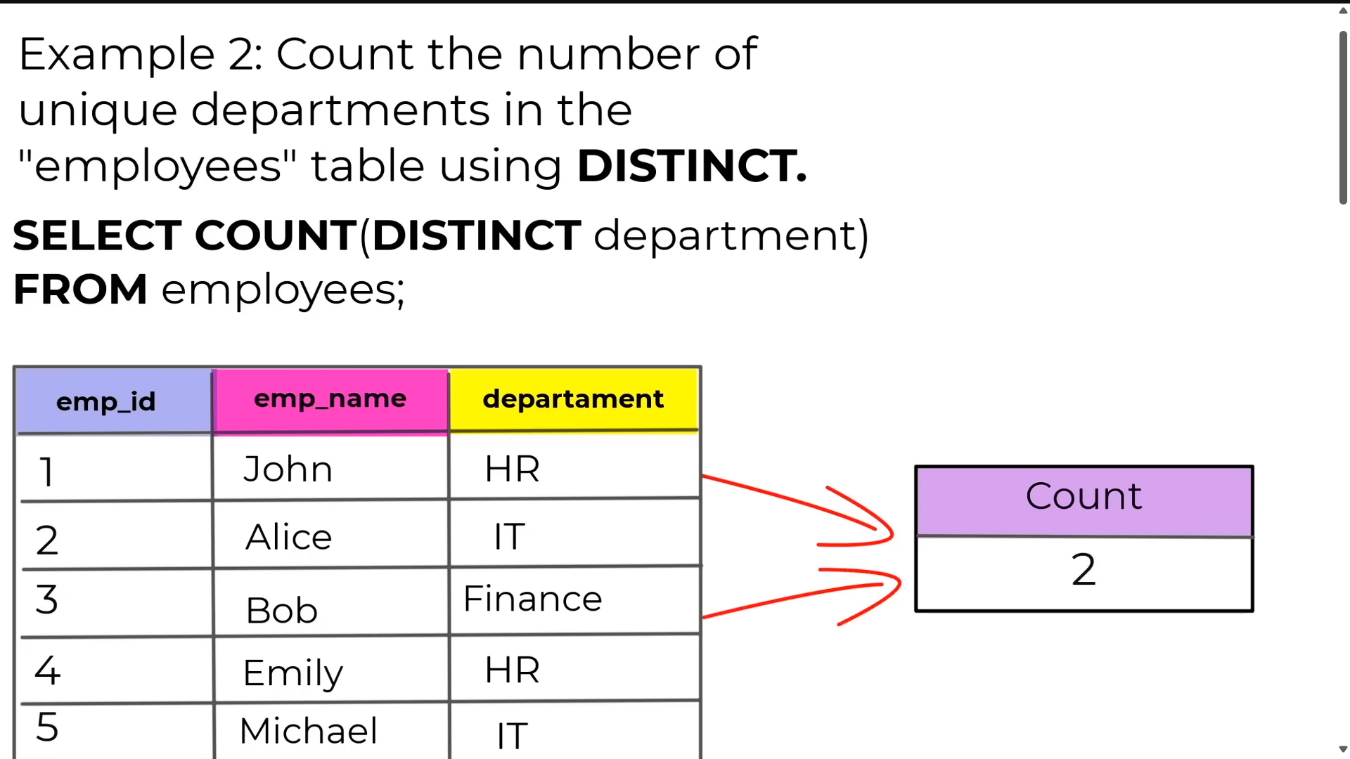 Example 2: Count the number of
unique departments in the
"employees" table using DISTINCT.
SELECT COUNT(DISTINCT department)
FROM employees;
emp_id emp_name departament
1 John HR
2 Alice IT
3 Bob Finance
4 Emily HR
5 Michael IT
Count
2